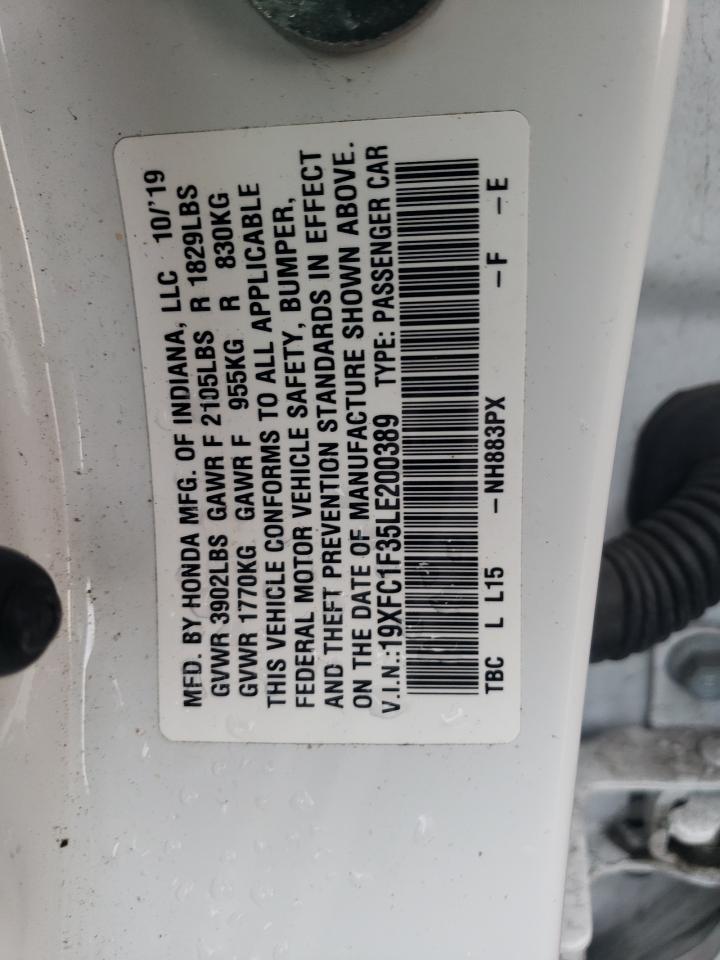 MFD. BY HONDA MFG. OF INDIANA, LLC 10/'19
GVWR 3902LBS GAWR F 2105LBS R 1829LBS
GVWR 1770KG GAWR F 955KG R 830KG
THIS VEHICLE CONFORMS TO ALL APPLICABLE
FEDERAL MOTOR VEHICLE SAFETY, BUMPER,
AND THEFT PREVENTION STANDARDS IN EFFECT
ON THE DATE OF MANUFACTURE SHOWN ABOVE.
V.I.N.:19XFC1F35LE200389 TYPE: PASSENGER CAR
TBC L L15 -NH883PX -F -E